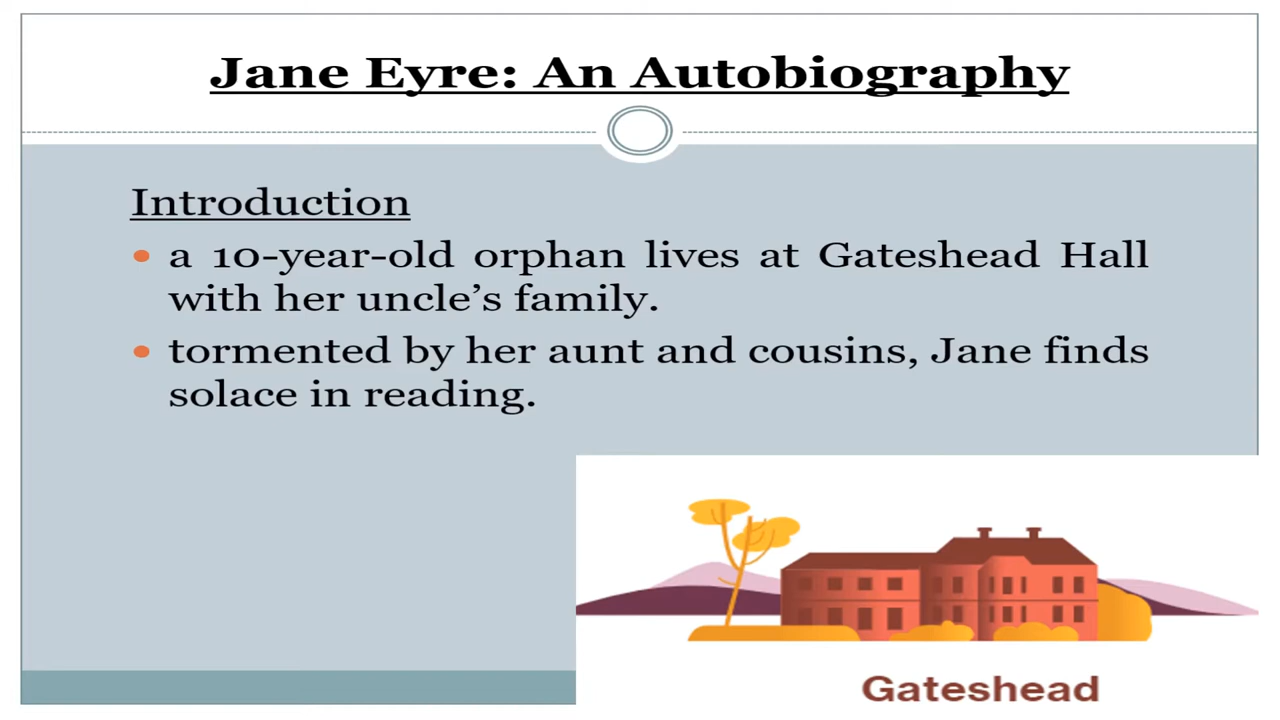 Jane Eyre: An Autobiography
Introduction
a 10-year-old orphan lives at Gateshead Hall
with her uncle’s family.
tormented by her aunt and cousins, Jane finds
solace in reading.
Gateshead